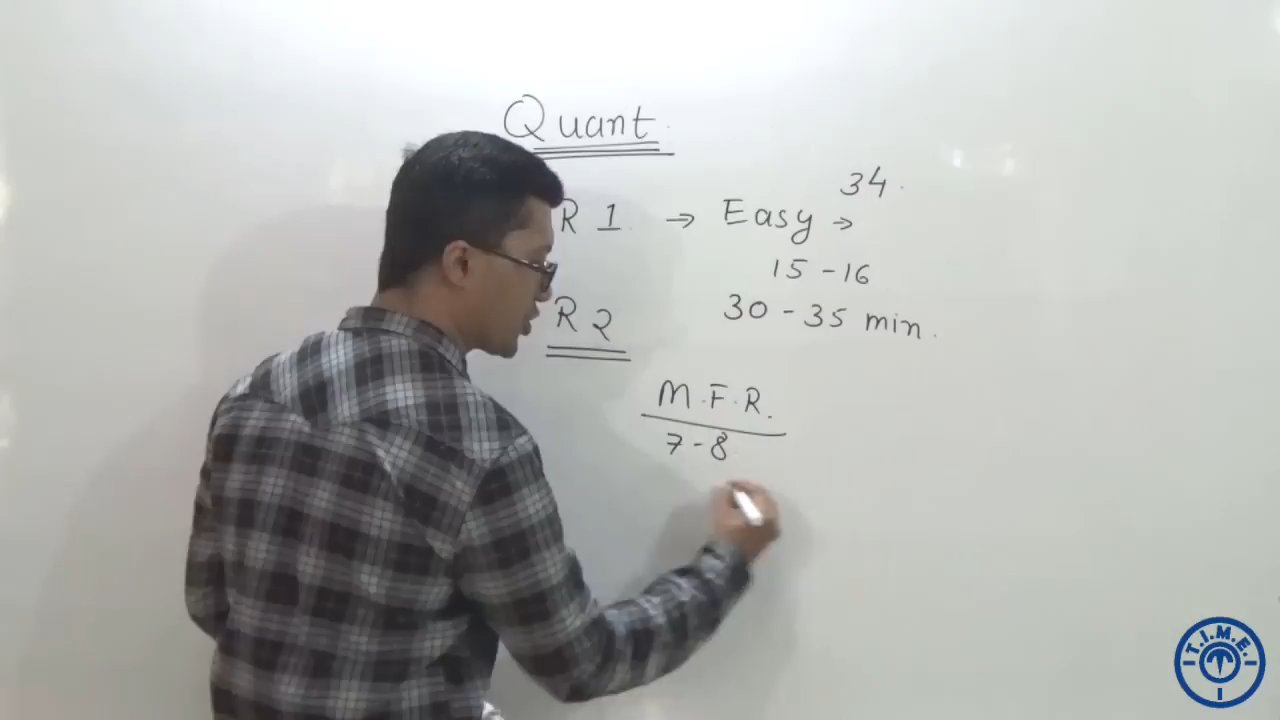 Quant.
34.
R 1. → Easy →
15 - 16
R 2
30 - 35 min.
M.F.R.
7 - 8
T.I.M.E.